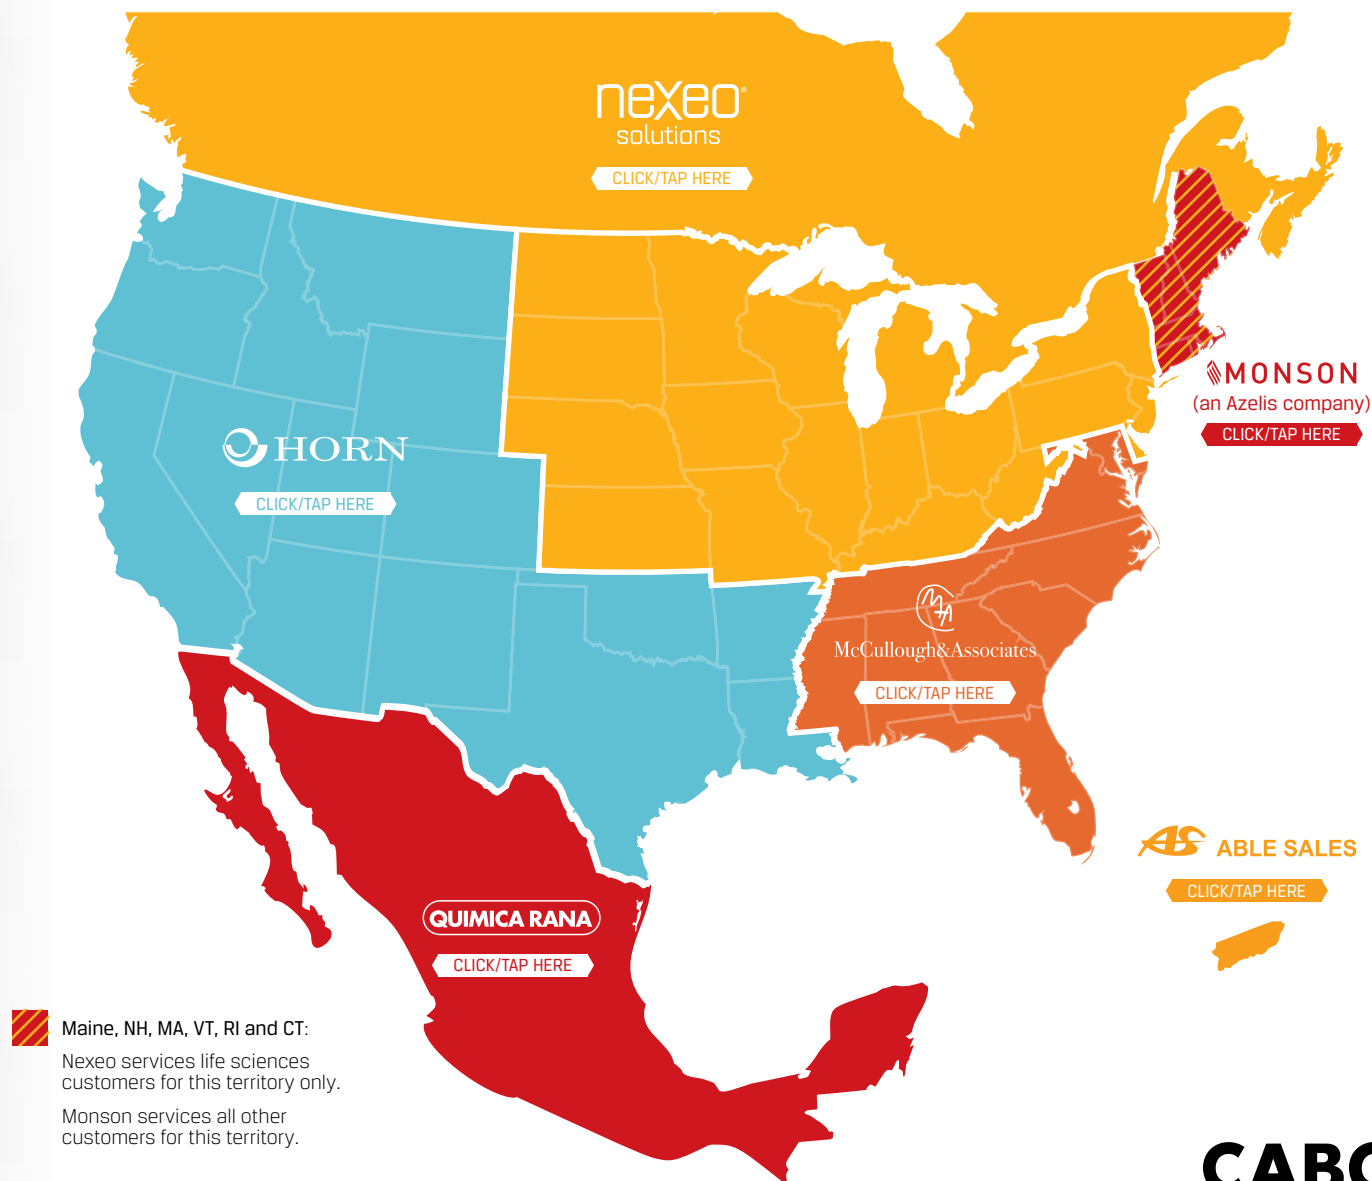 nexeo®
solutions
CLICK/TAP HERE
MONSON
(an Azelis company)
CLICK/TAP HERE
HORN
CLICK/TAP HERE
MA
McCullough&Associates
CLICK/TAP HERE
AS ABLE SALES
CLICK/TAP HERE
QUIMICA RANA
CLICK/TAP HERE
Maine, NH, MA, VT, RI and CT:
Nexeo services life sciences
customers for this territory only.
Monson services all other
customers for this territory.